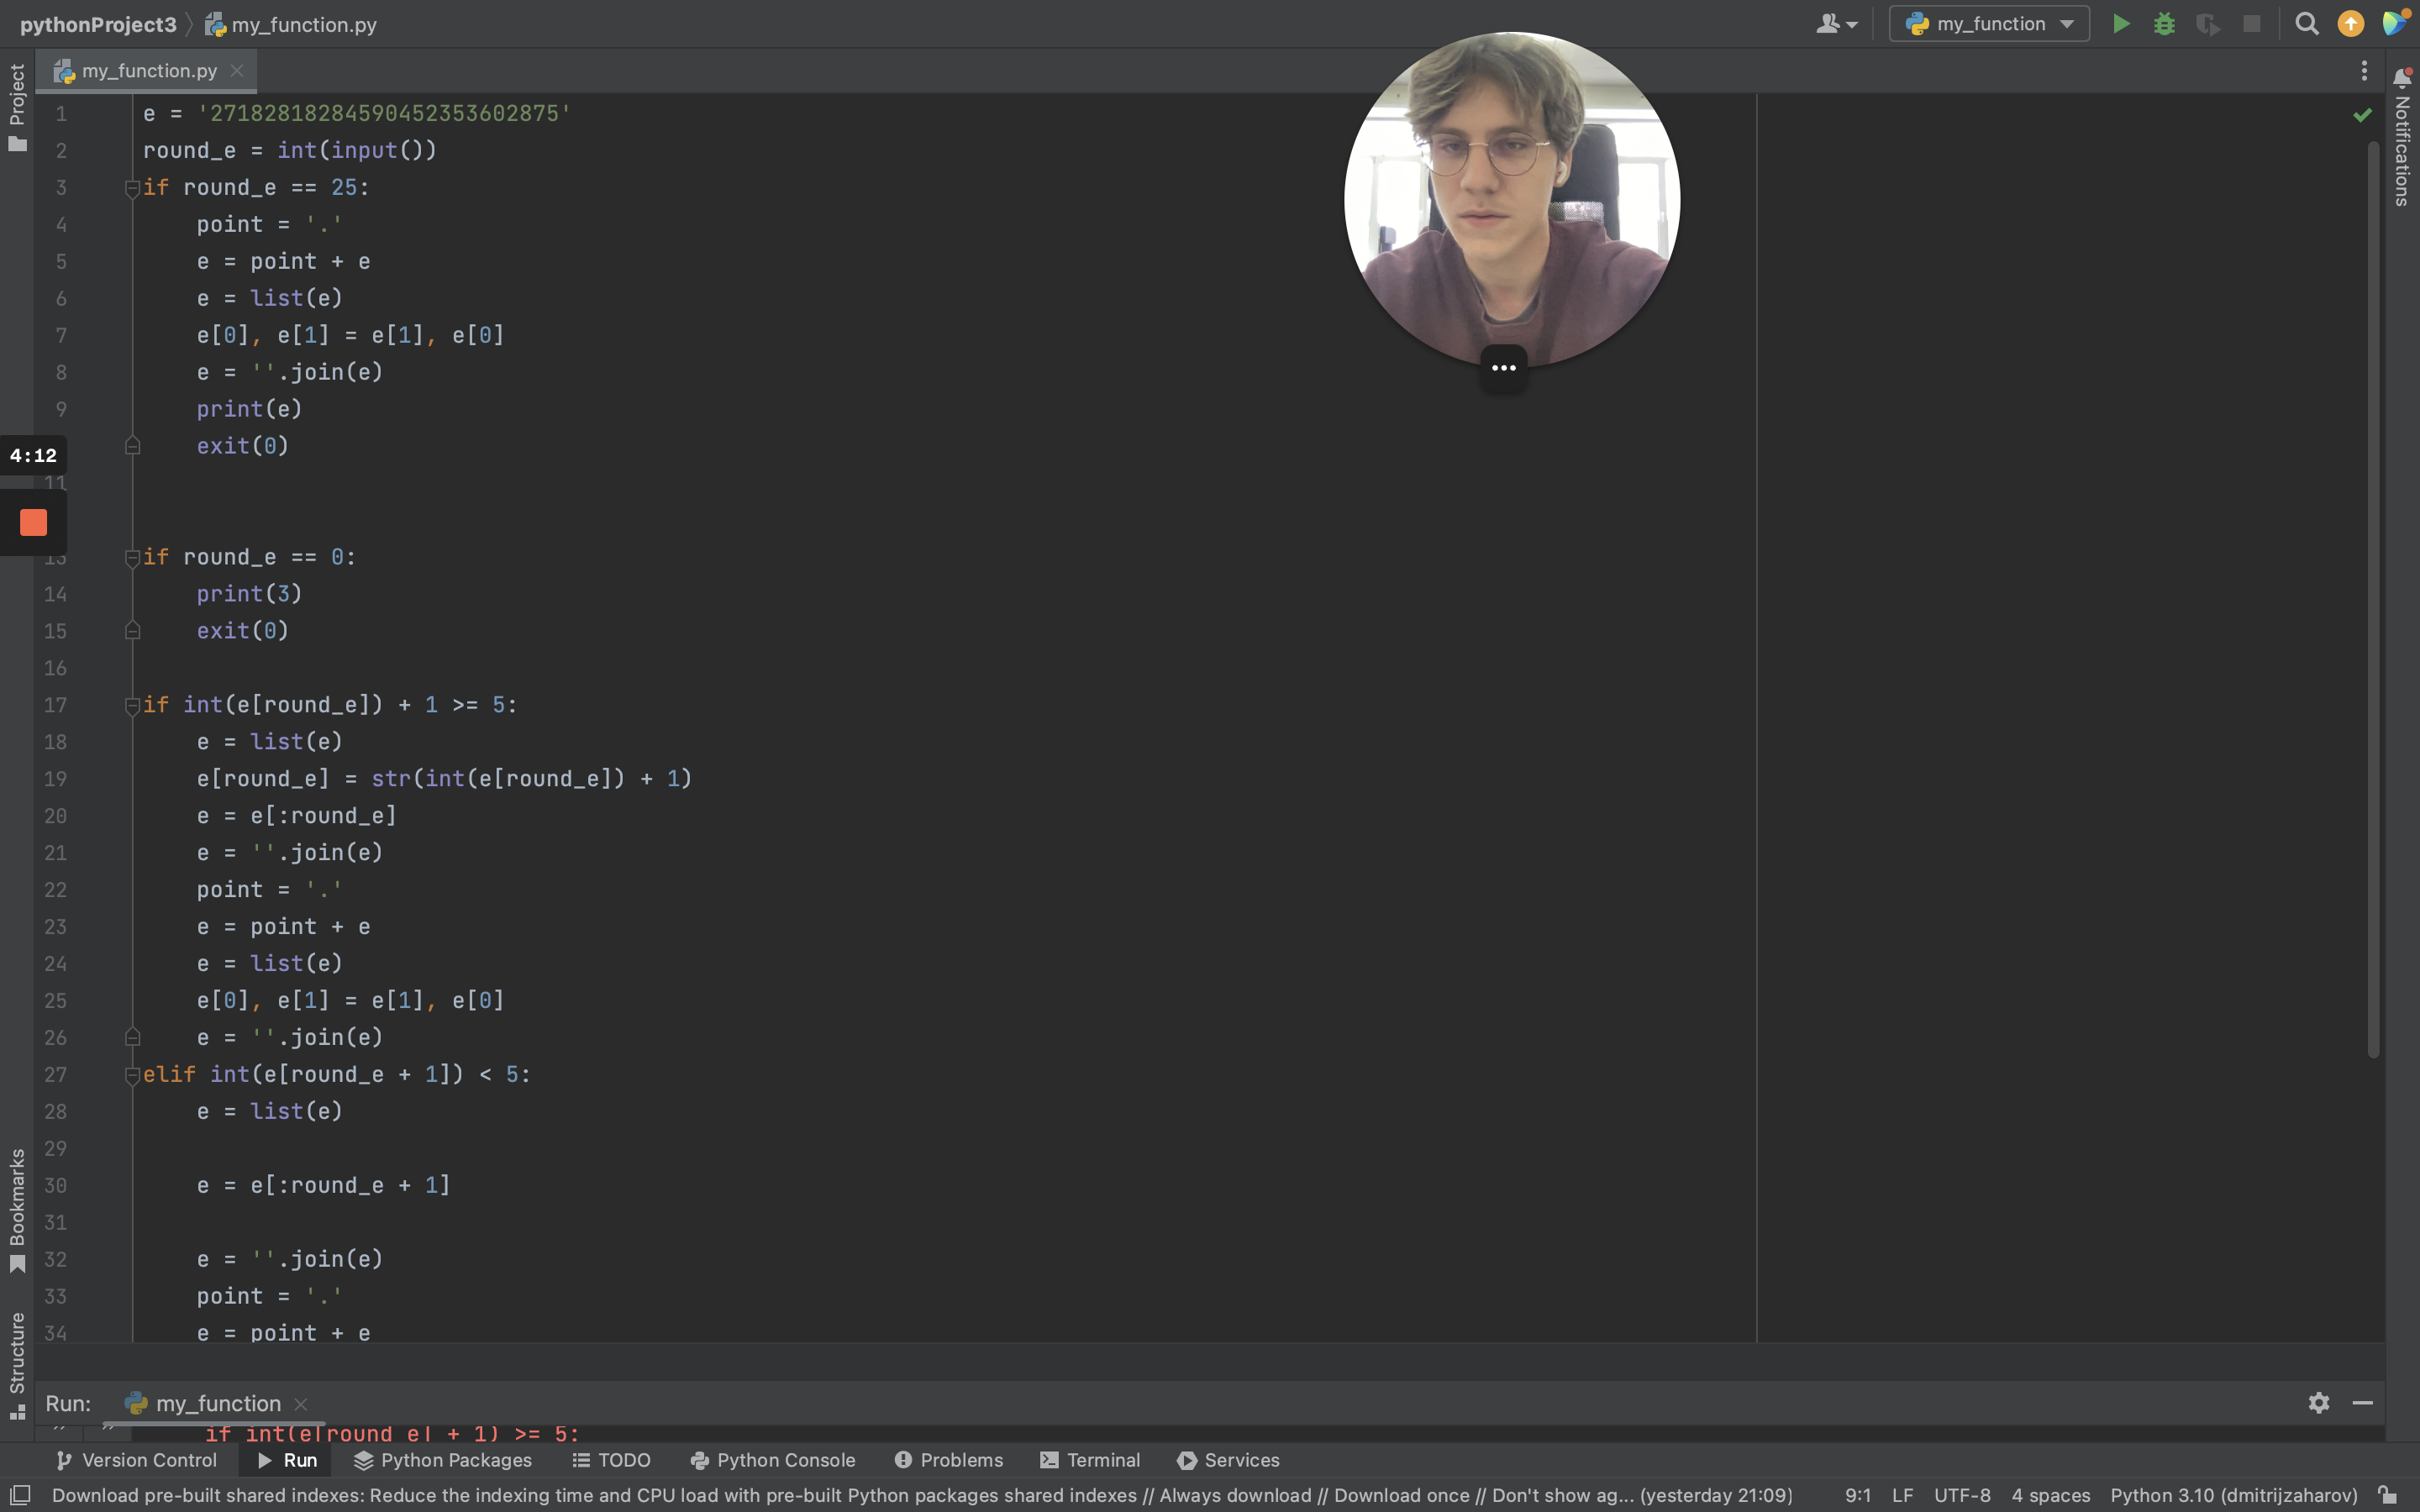 pythonProject3 my_function.py my_function
my_function.py
Project
Notifications
1 e = '27182818284590452353602875'
2 round_e = int(input())
3 if round_e == 25:
4 point = '.'
5 e = point + e
6 e = list(e)
7 e[0], e[1] = e[1], e[0]
8 e = ''.join(e)
9 print(e)
exit(0)
4:12
11
13 if round_e == 0:
14 print(3)
15 exit(0)
16
17 if int(e[round_e]) + 1 >= 5:
18 e = list(e)
19 e[round_e] = str(int(e[round_e]) + 1)
20 e = e[:round_e]
21 e = ''.join(e)
22 point = '.'
23 e = point + e
24 e = list(e)
25 e[0], e[1] = e[1], e[0]
26 e = ''.join(e)
27 elif int(e[round_e + 1]) < 5:
28 e = list(e)
29
30 e = e[:round_e + 1]
31
32 e = ''.join(e)
33 point = '.'
34 e = point + e
Bookmarks
Structure
Run: my_function
if int(e[round_e] + 1) >= 5:
Version Control Run Python Packages TODO Python Console Problems Terminal Services
Download pre-built shared indexes: Reduce the indexing time and CPU load with pre-built Python packages shared indexes // Always download // Download once // Don't show ag... (yesterday 21:09) 9:1 LF UTF-8 4 spaces Python 3.10 (dmitrijzaharov)